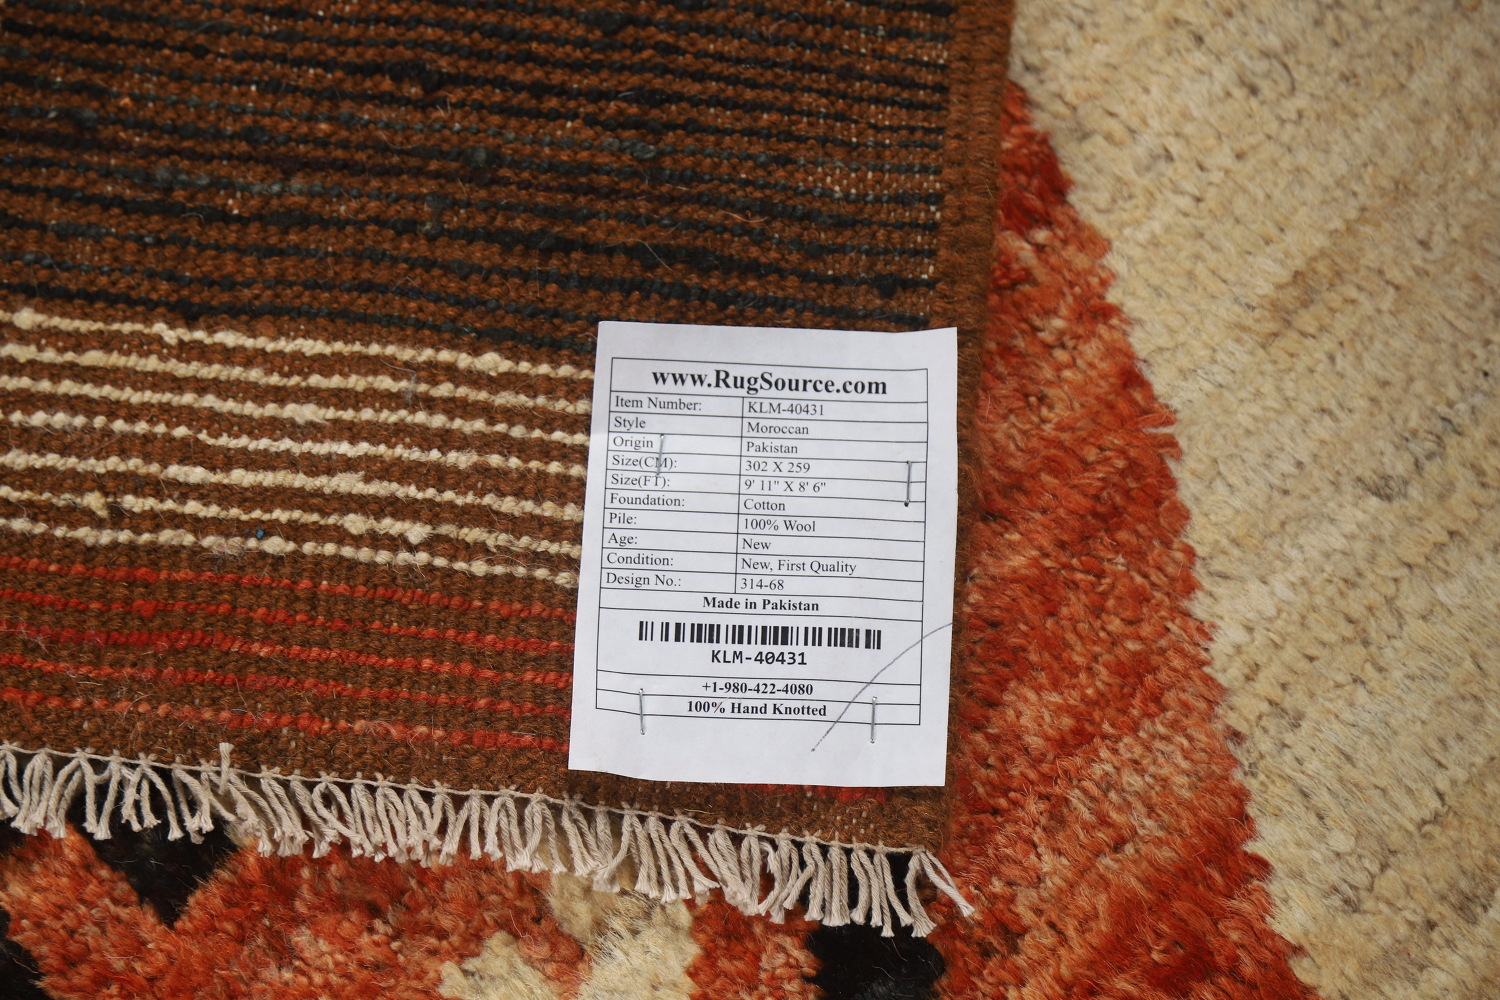 www.RugSource.com
Item Number: KLM-40431
Style Moroccan
Origin Pakistan
Size(CM): 302 X 259
Size(FT): 9' 11" X 8' 6"
Foundation: Cotton
Pile: 100% Wool
Age: New
Condition: New, First Quality
Design No.: 314-68
Made in Pakistan
KLM-40431
+1-980-422-4080
100% Hand Knotted